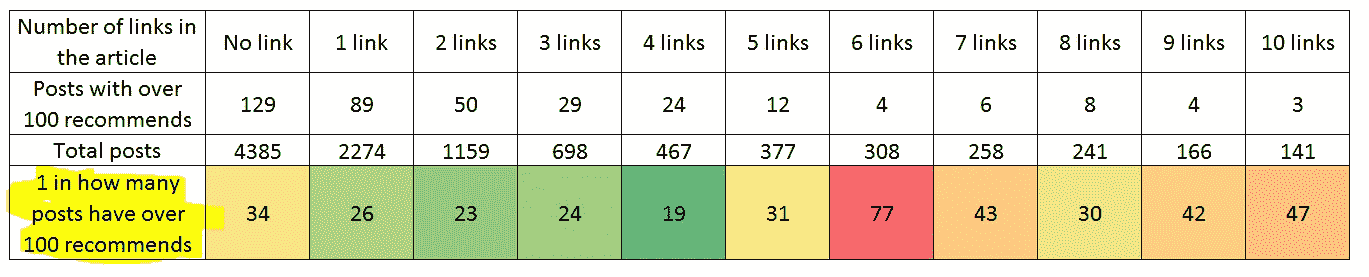 Number of links in
the article
No link 1 link 2 links 3 links 4 links 5 links 6 links 7 links 8 links 9 links 10 links
Posts with over
100 recommends
129 89 50 29 24 12 4 6 8 4 3
Total posts 4385 2274 1159 698 467 377 308 258 241 166 141
1 in how many
posts have over
100 recommends
34 26 23 24 19 31 77 43 30 42 47